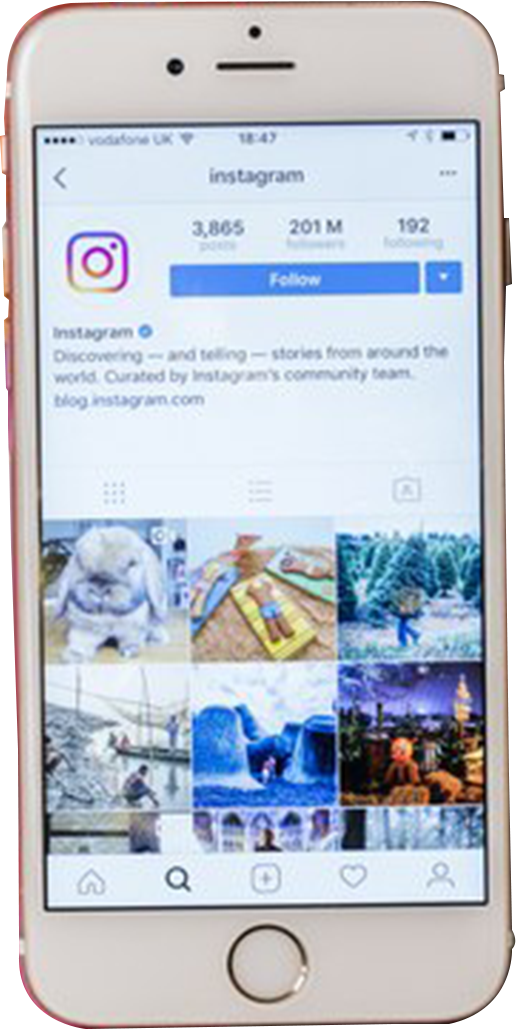 vodafone UK 18:47
instagram
3,865 201 M 192
posts followers following
Follow
Instagram
Discovering — and telling — stories from around the
world. Curated by Instagram's community team.
blog.instagram.com